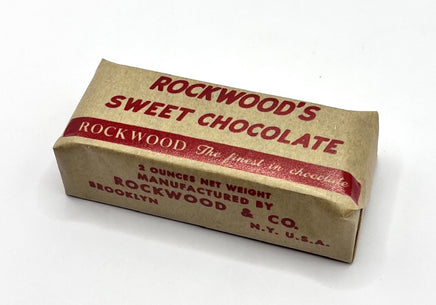 ROCKWOOD'S
SWEET CHOCOLATE
ROCKWOOD The finest in chocolate
2 OUNCES NET WEIGHT
MANUFACTURED BY
ROCKWOOD & CO.
BROOKLYN N.Y. U.S.A.